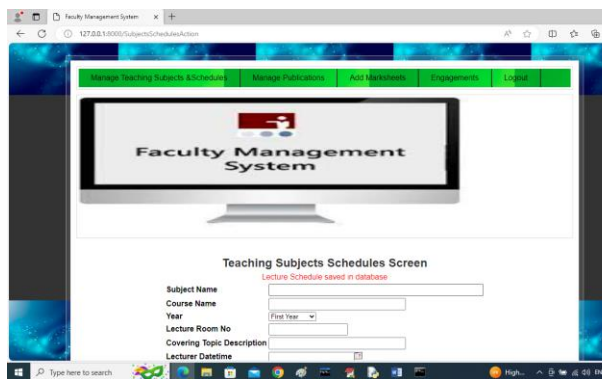 Faculty Management System
127.0.0.1:8000/SubjectsSchedulesAction
Manage Teaching Subjects &Schedules
Manage Publications
Add Marksheets
Engagements
Logout
Faculty Management
System
Teaching Subjects Schedules Screen
Lecture Schedule saved in database
Subject Name
Course Name
Year
First Year
Lecture Room No
Covering Topic Description
Lecturer Datetime
Type here to search
High...